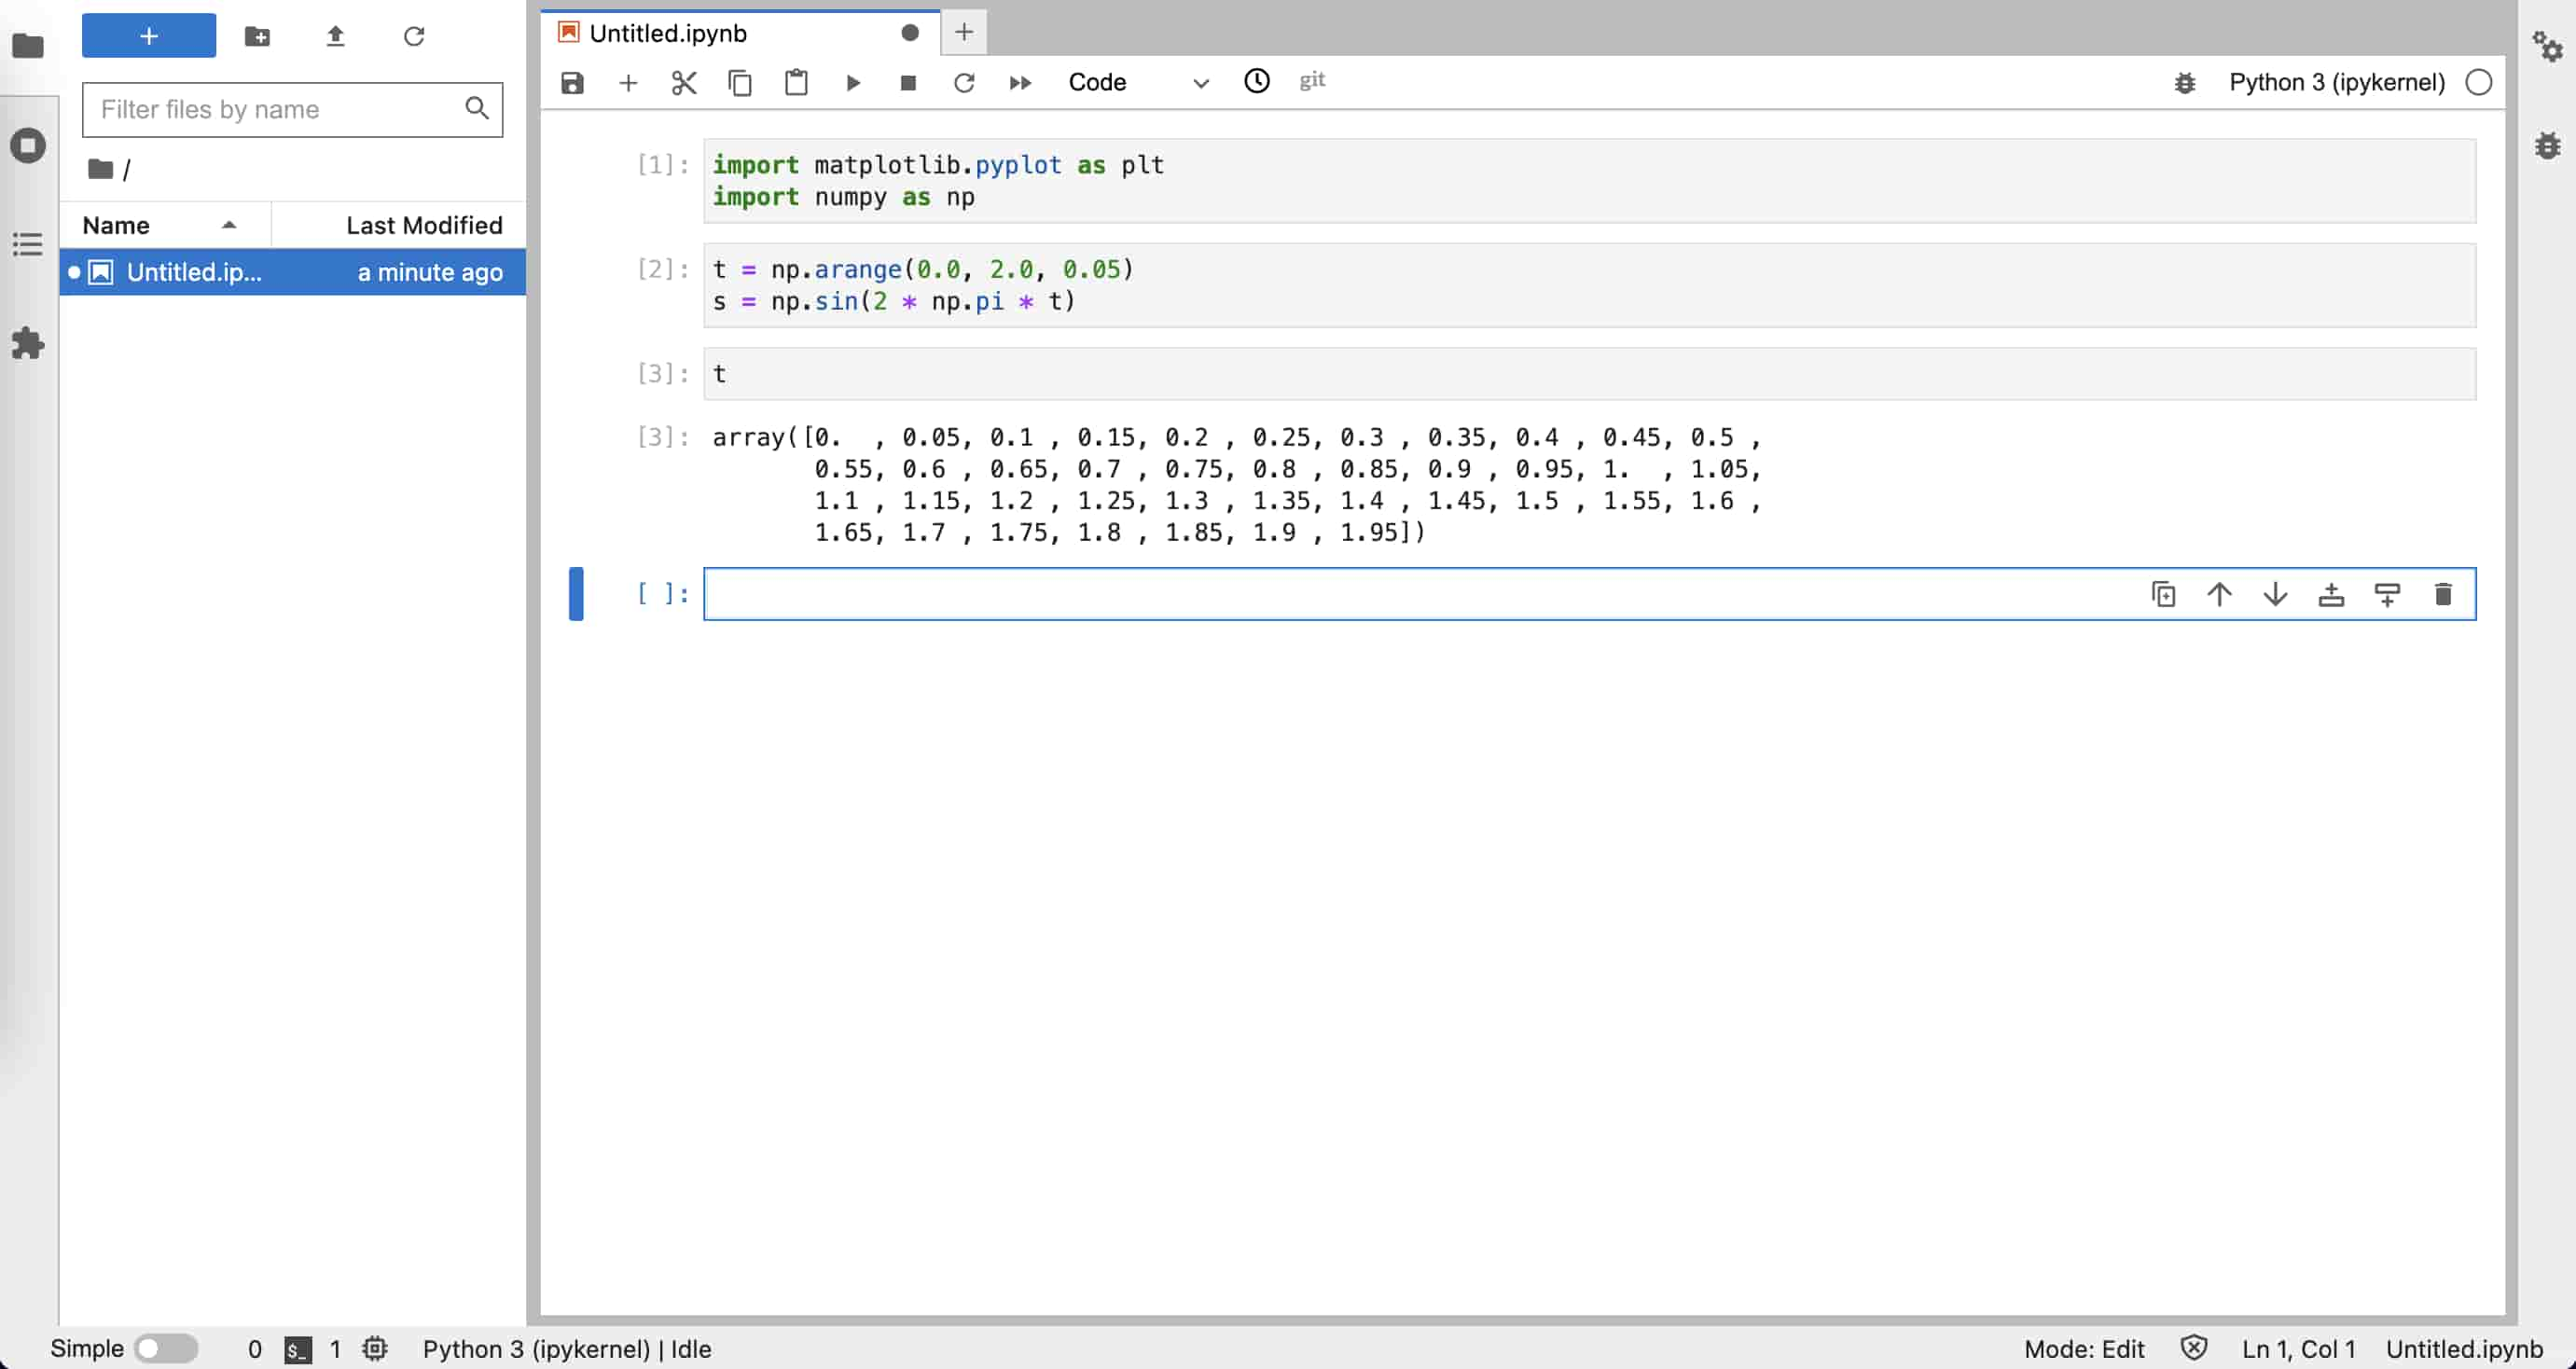 +
Untitled.ipynb
+
Filter files by name
Code
git
Python 3 (ipykernel)
/
Name
Last Modified
Untitled.ip...
a minute ago
[1]:
import matplotlib.pyplot as plt
import numpy as np
[2]:
t = np.arange(0.0, 2.0, 0.05)
s = np.sin(2 * np.pi * t)
[3]:
t
[3]:
array([0.  , 0.05, 0.1 , 0.15, 0.2 , 0.25, 0.3 , 0.35, 0.4 , 0.45, 0.5 ,
0.55, 0.6 , 0.65, 0.7 , 0.75, 0.8 , 0.85, 0.9 , 0.95, 1.  , 1.05,
1.1 , 1.15, 1.2 , 1.25, 1.3 , 1.35, 1.4 , 1.45, 1.5 , 1.55, 1.6 ,
1.65, 1.7 , 1.75, 1.8 , 1.85, 1.9 , 1.95])
[ ]:
Simple
0
$_
1
Python 3 (ipykernel) | Idle
Mode: Edit
Ln 1, Col 1
Untitled.ipynb